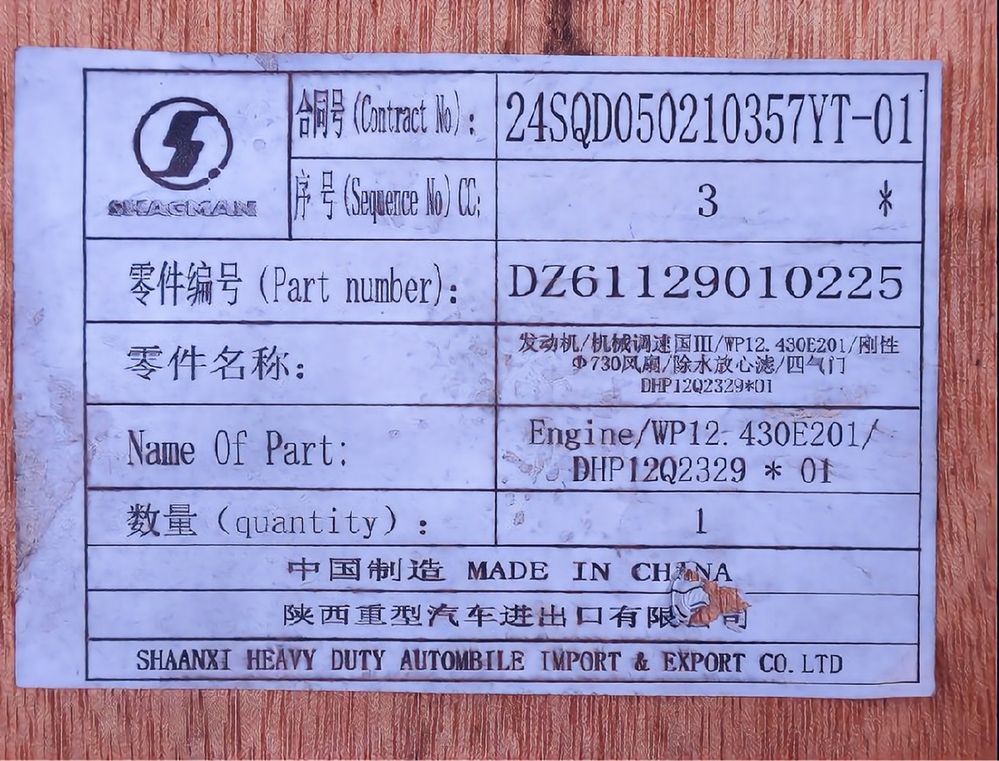 SHACMAN
合同号(Contract No): 24SQD050210357YT-01
序号(Sequence No)CC: 3 *
零件编号(Part number): DZ61129010225
零件名称: 发动机/机械调速国III/WP12.430E201/刚性
Φ730风扇/除水放心滤/四气门
DHP12Q2329*01
Name Of Part: Engine/WP12.430E201/
DHP12Q2329 * 01
数量(quantity): 1
中国制造 MADE IN CHINA
陕西重型汽车进出口有限公司
SHAANXI HEAVY DUTY AUTOMBILE IMPORT & EXPORT CO.LTD